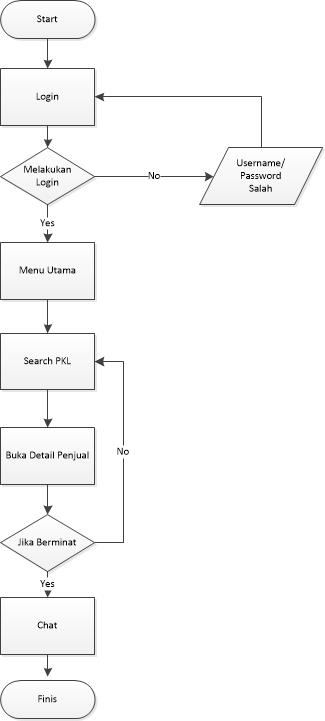 Start
Login
Melakukan
Login
No
Username/
Password
Salah
Yes
Menu Utama
Search PKL
Buka Detail Penjual
No
Jika Berminat
Yes
Chat
Finis